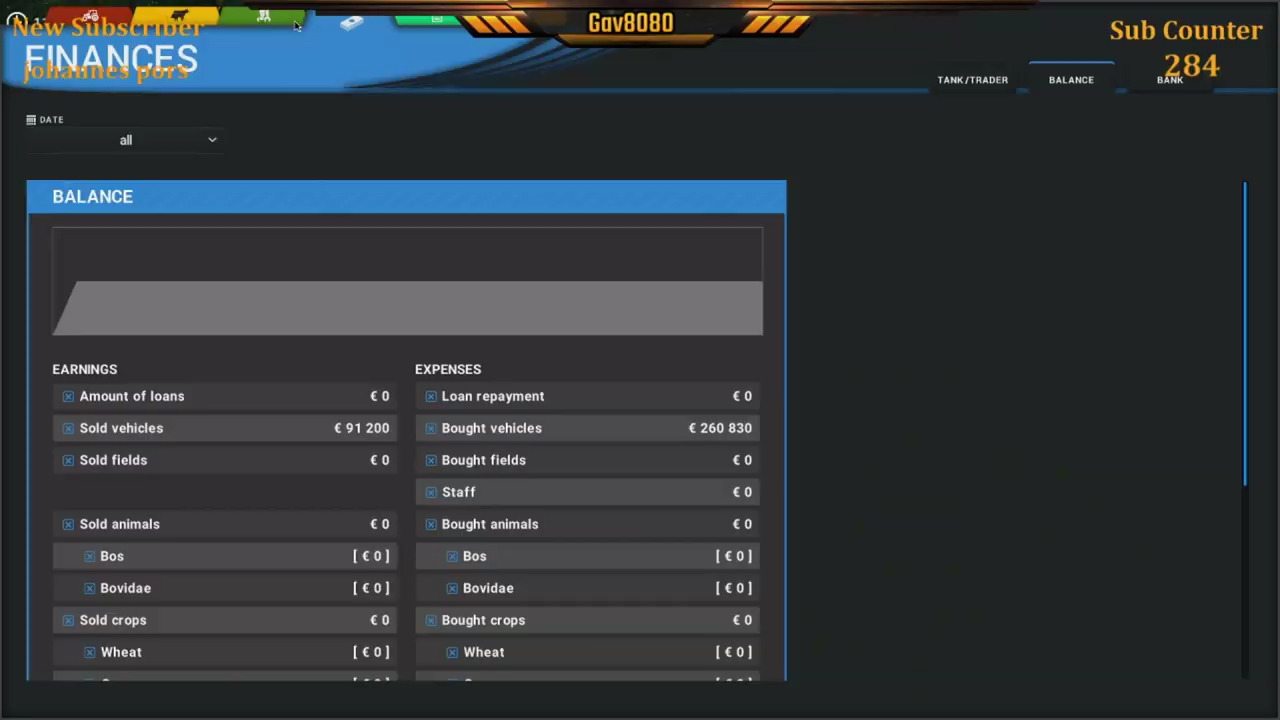 Gav8080
New Subscriber
johannes pors
FINANCES
Sub Counter
284
TANK/TRADER
BALANCE
BANK
DATE
all
BALANCE
EARNINGS
EXPENSES
Amount of loans € 0
Loan repayment € 0
Sold vehicles € 91 200
Bought vehicles € 260 830
Sold fields € 0
Bought fields € 0
Staff € 0
Sold animals € 0
Bought animals € 0
Bos [ € 0 ]
Bos [ € 0 ]
Bovidae [ € 0 ]
Bovidae [ € 0 ]
Sold crops € 0
Bought crops € 0
Wheat [ € 0 ]
Wheat [ € 0 ]